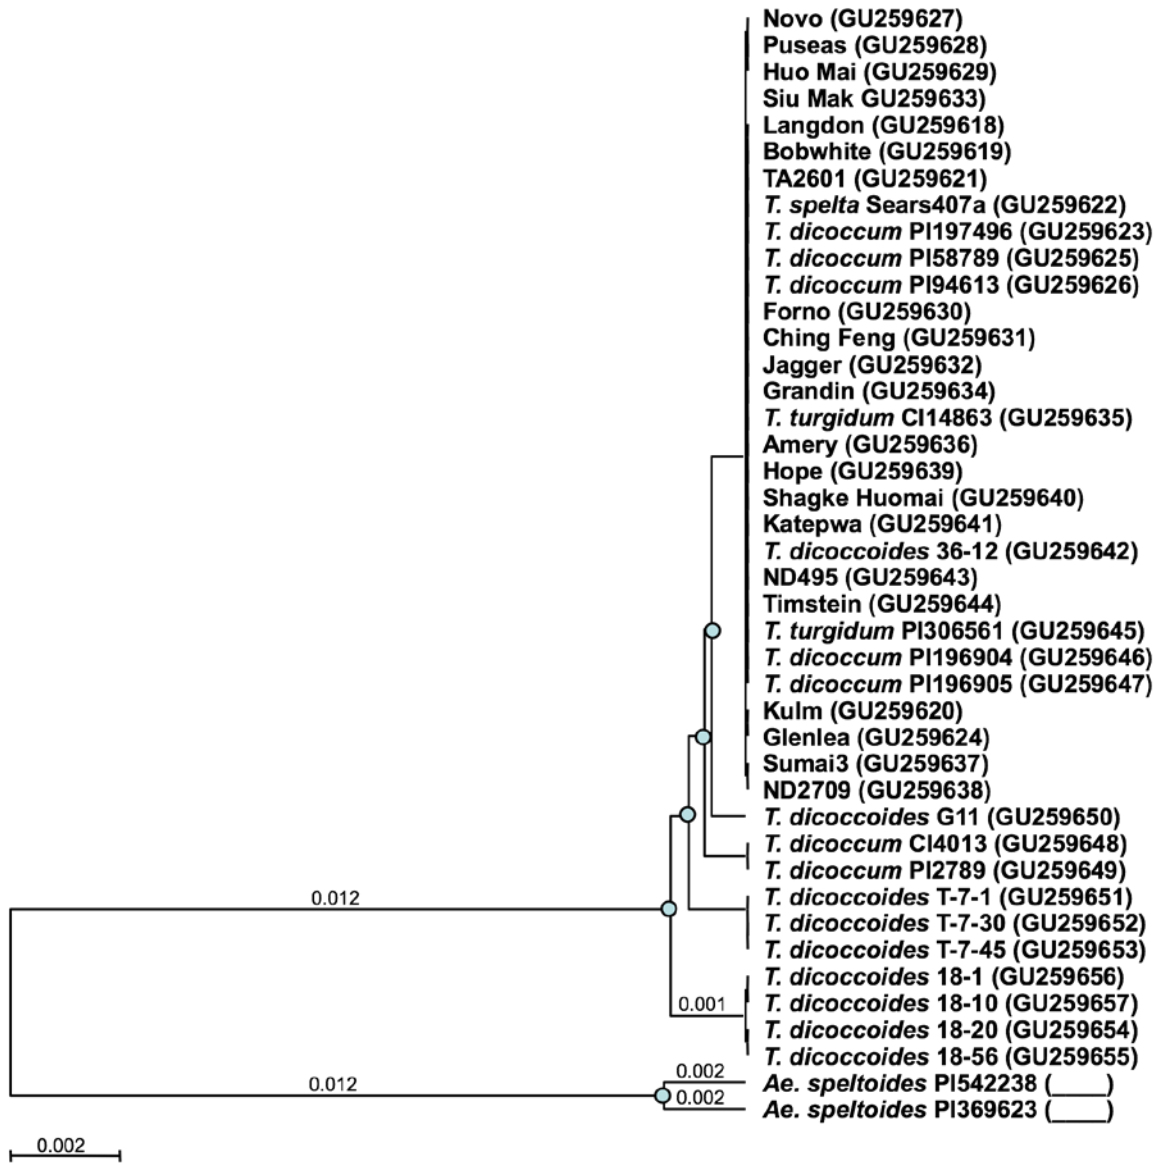 Novo (GU259627)
Puseas (GU259628)
Huo Mai (GU259629)
Siu Mak GU259633)
Langdon (GU259618)
Bobwhite (GU259619)
TA2601 (GU259621)
T. spelta Sears407a (GU259622)
T. dicoccum PI197496 (GU259623)
T. dicoccum PI58789 (GU259625)
T. dicoccum PI94613 (GU259626)
Forno (GU259630)
Ching Feng (GU259631)
Jagger (GU259632)
Grandin (GU259634)
T. turgidum CI14863 (GU259635)
Amery (GU259636)
Hope (GU259639)
Shagke Huomai (GU259640)
Katepwa (GU259641)
T. dicoccoides 36-12 (GU259642)
ND495 (GU259643)
Timstein (GU259644)
T. turgidum PI306561 (GU259645)
T. dicoccum PI196904 (GU259646)
T. dicoccum PI196905 (GU259647)
Kulm (GU259620)
Glenlea (GU259624)
Sumai3 (GU259637)
ND2709 (GU259638)
T. dicoccoides G11 (GU259650)
T. dicoccum CI4013 (GU259648)
T. dicoccum PI2789 (GU259649)
T. dicoccoides T-7-1 (GU259651)
0.012
T. dicoccoides T-7-30 (GU259652)
T. dicoccoides T-7-45 (GU259653)
T. dicoccoides 18-1 (GU259656)
0.001
T. dicoccoides 18-10 (GU259657)
T. dicoccoides 18-20 (GU259654)
T. dicoccoides 18-56 (GU259655)
0.012
0.002
Ae. speltoides PI542238 (____)
0.002
Ae. speltoides PI369623 (____)
0.002